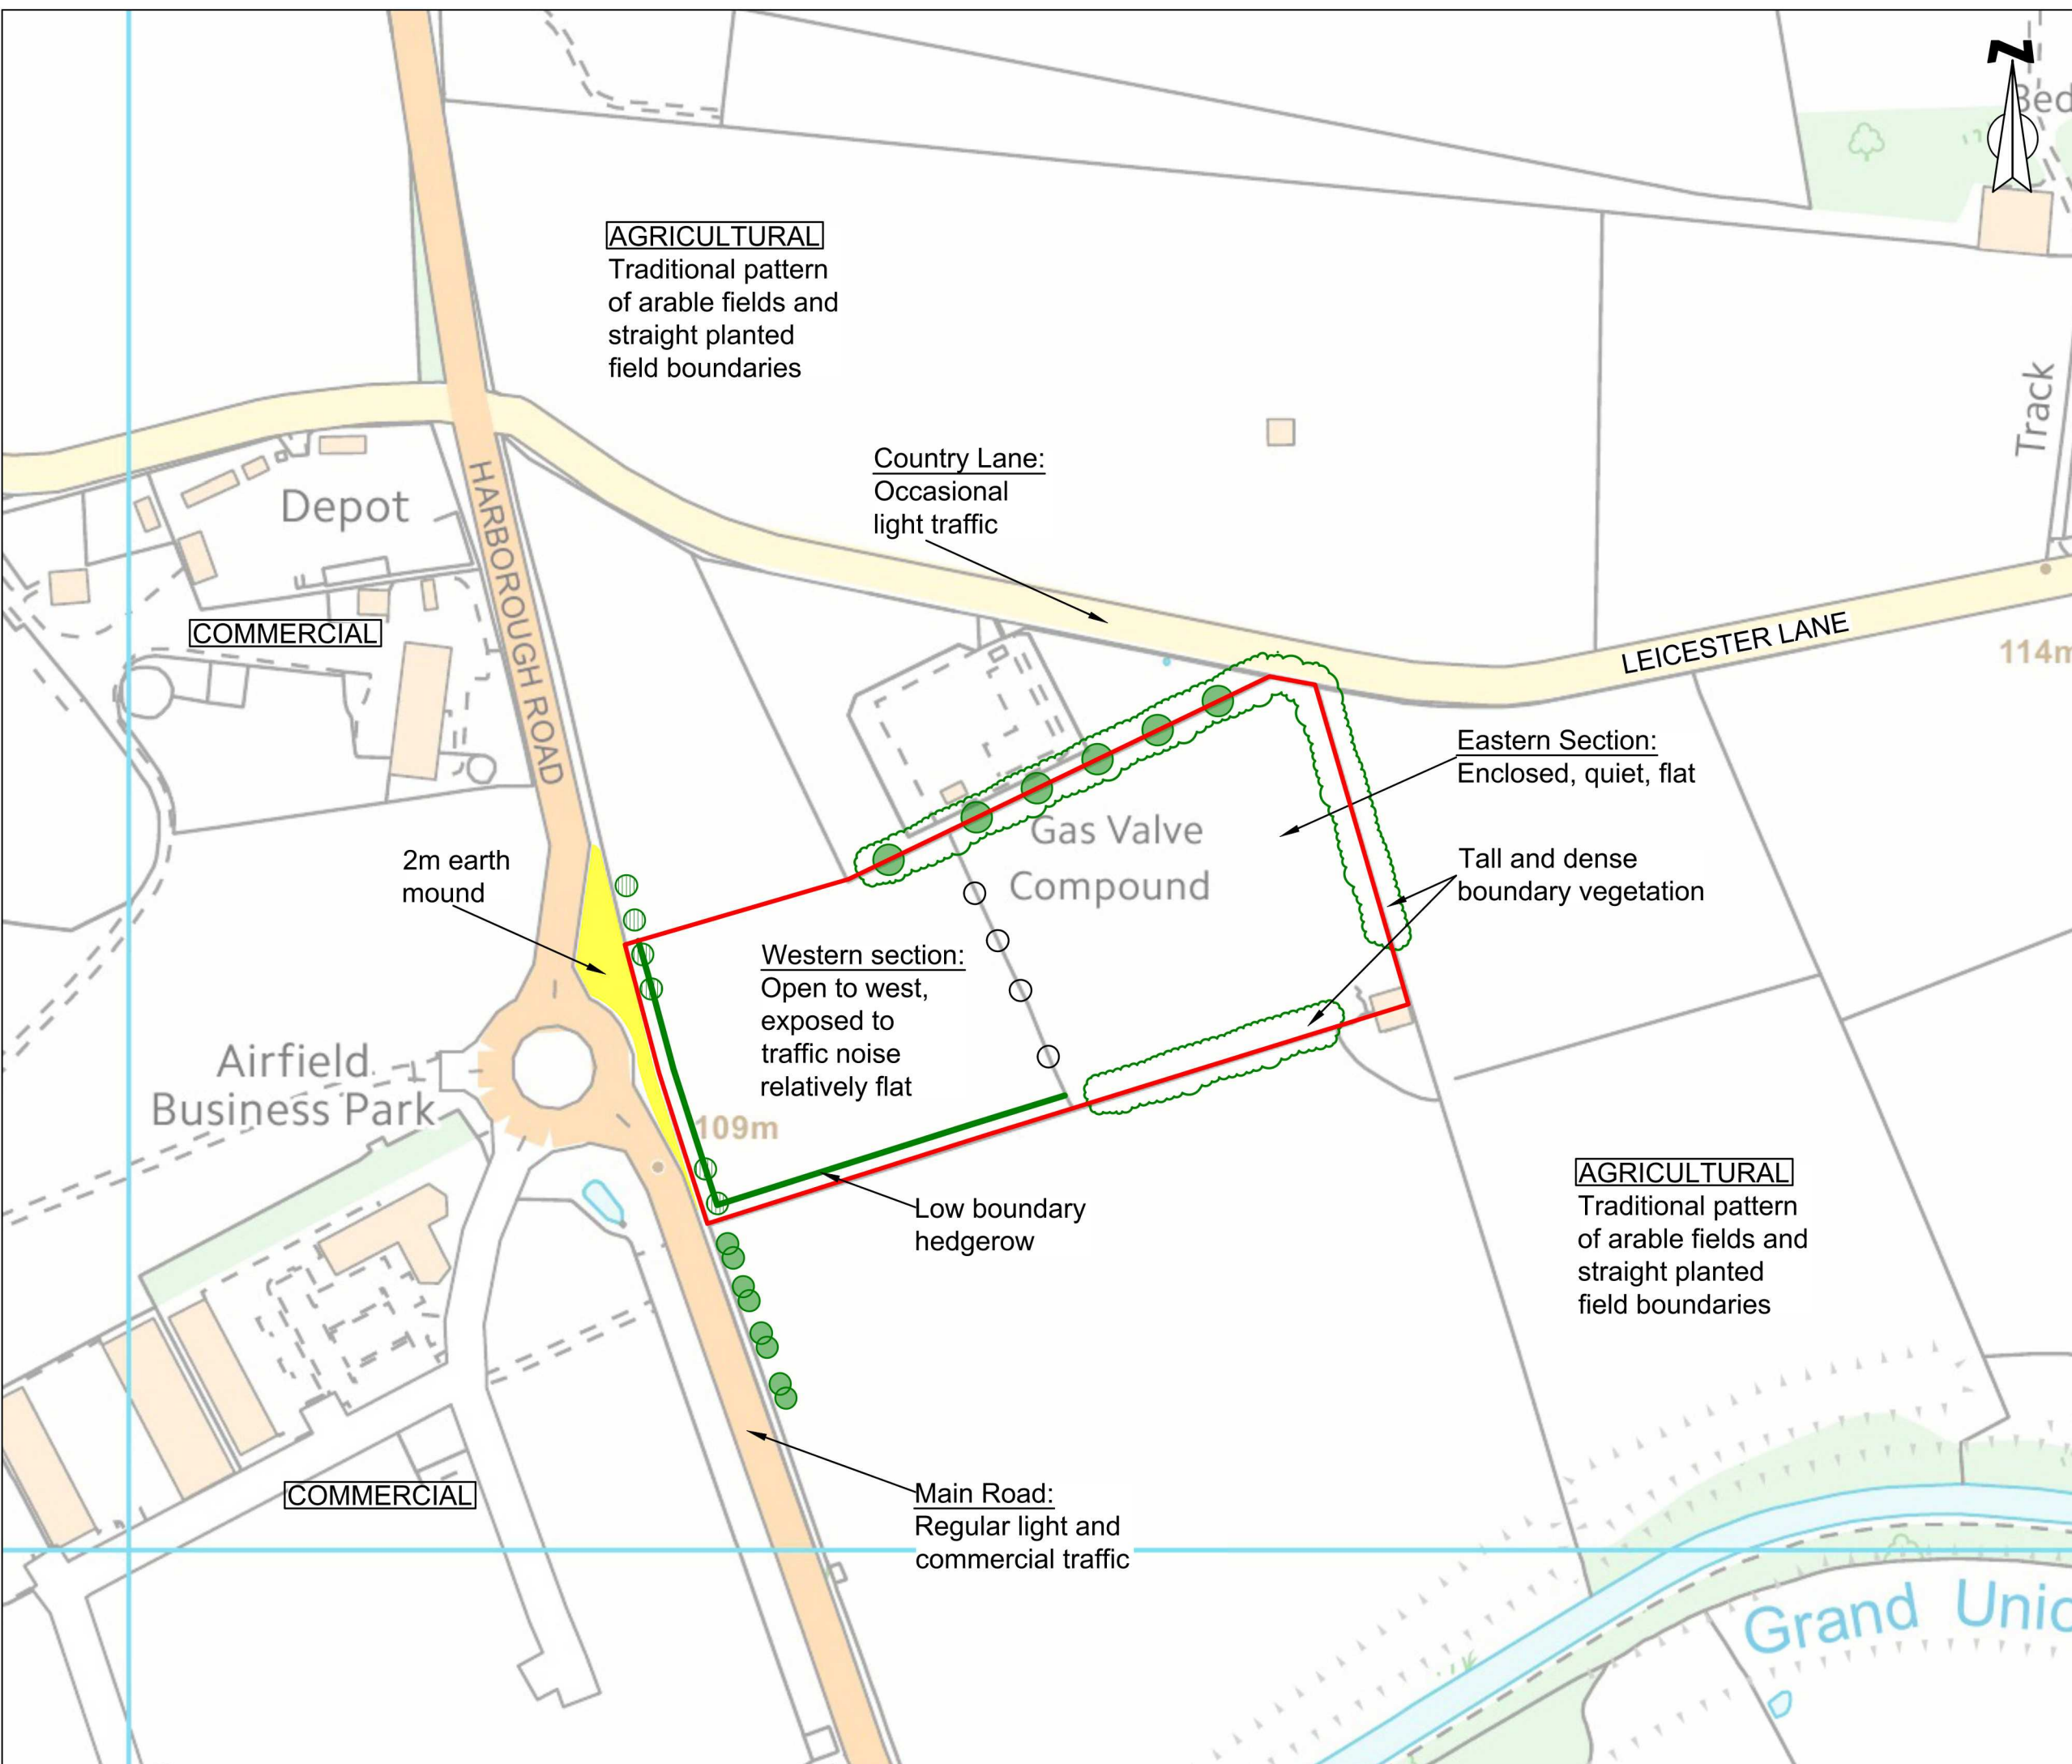 N
Bed
AGRICULTURAL
Traditional pattern
of arable fields and
straight planted
field boundaries
Track
Country Lane:
Occasional
light traffic
Depot
HARBOROUGH ROAD
COMMERCIAL
LEICESTER LANE
114m
Eastern Section:
Enclosed, quiet, flat
Gas Valve
Compound
2m earth
mound
Tall and dense
boundary vegetation
Western section:
Open to west,
exposed to
traffic noise
relatively flat
Airfield
Business Park
109m
AGRICULTURAL
Traditional pattern
of arable fields and
straight planted
field boundaries
Low boundary
hedgerow
COMMERCIAL
Main Road:
Regular light and
commercial traffic
Grand Unio